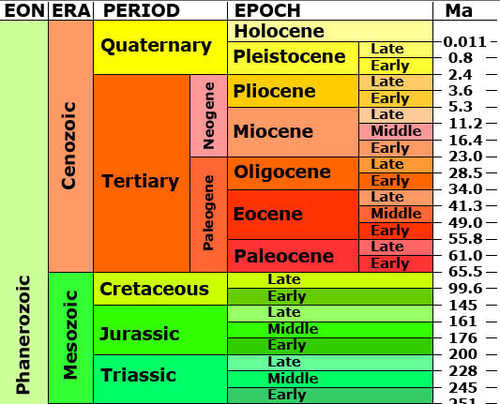 EON ERA PERIOD EPOCH Ma
Holocene
0.011
Quaternary
Pleistocene
Late
0.8
Early
2.4
Pliocene
Late
3.6
Early
5.3
Neogene
Miocene
Late
11.2
Middle
16.4
Early
23.0
Cenozoic
Tertiary
Oligocene
Late
28.5
Early
34.0
Paleogene
Eocene
Late
41.3
Middle
49.0
Early
55.8
Paleocene
Late
61.0
Early
65.5
Phanerozoic
Mesozoic
Cretaceous
Late
99.6
Early
145
Jurassic
Late
161
Middle
176
Early
200
Triassic
Late
228
Middle
245
Early
251